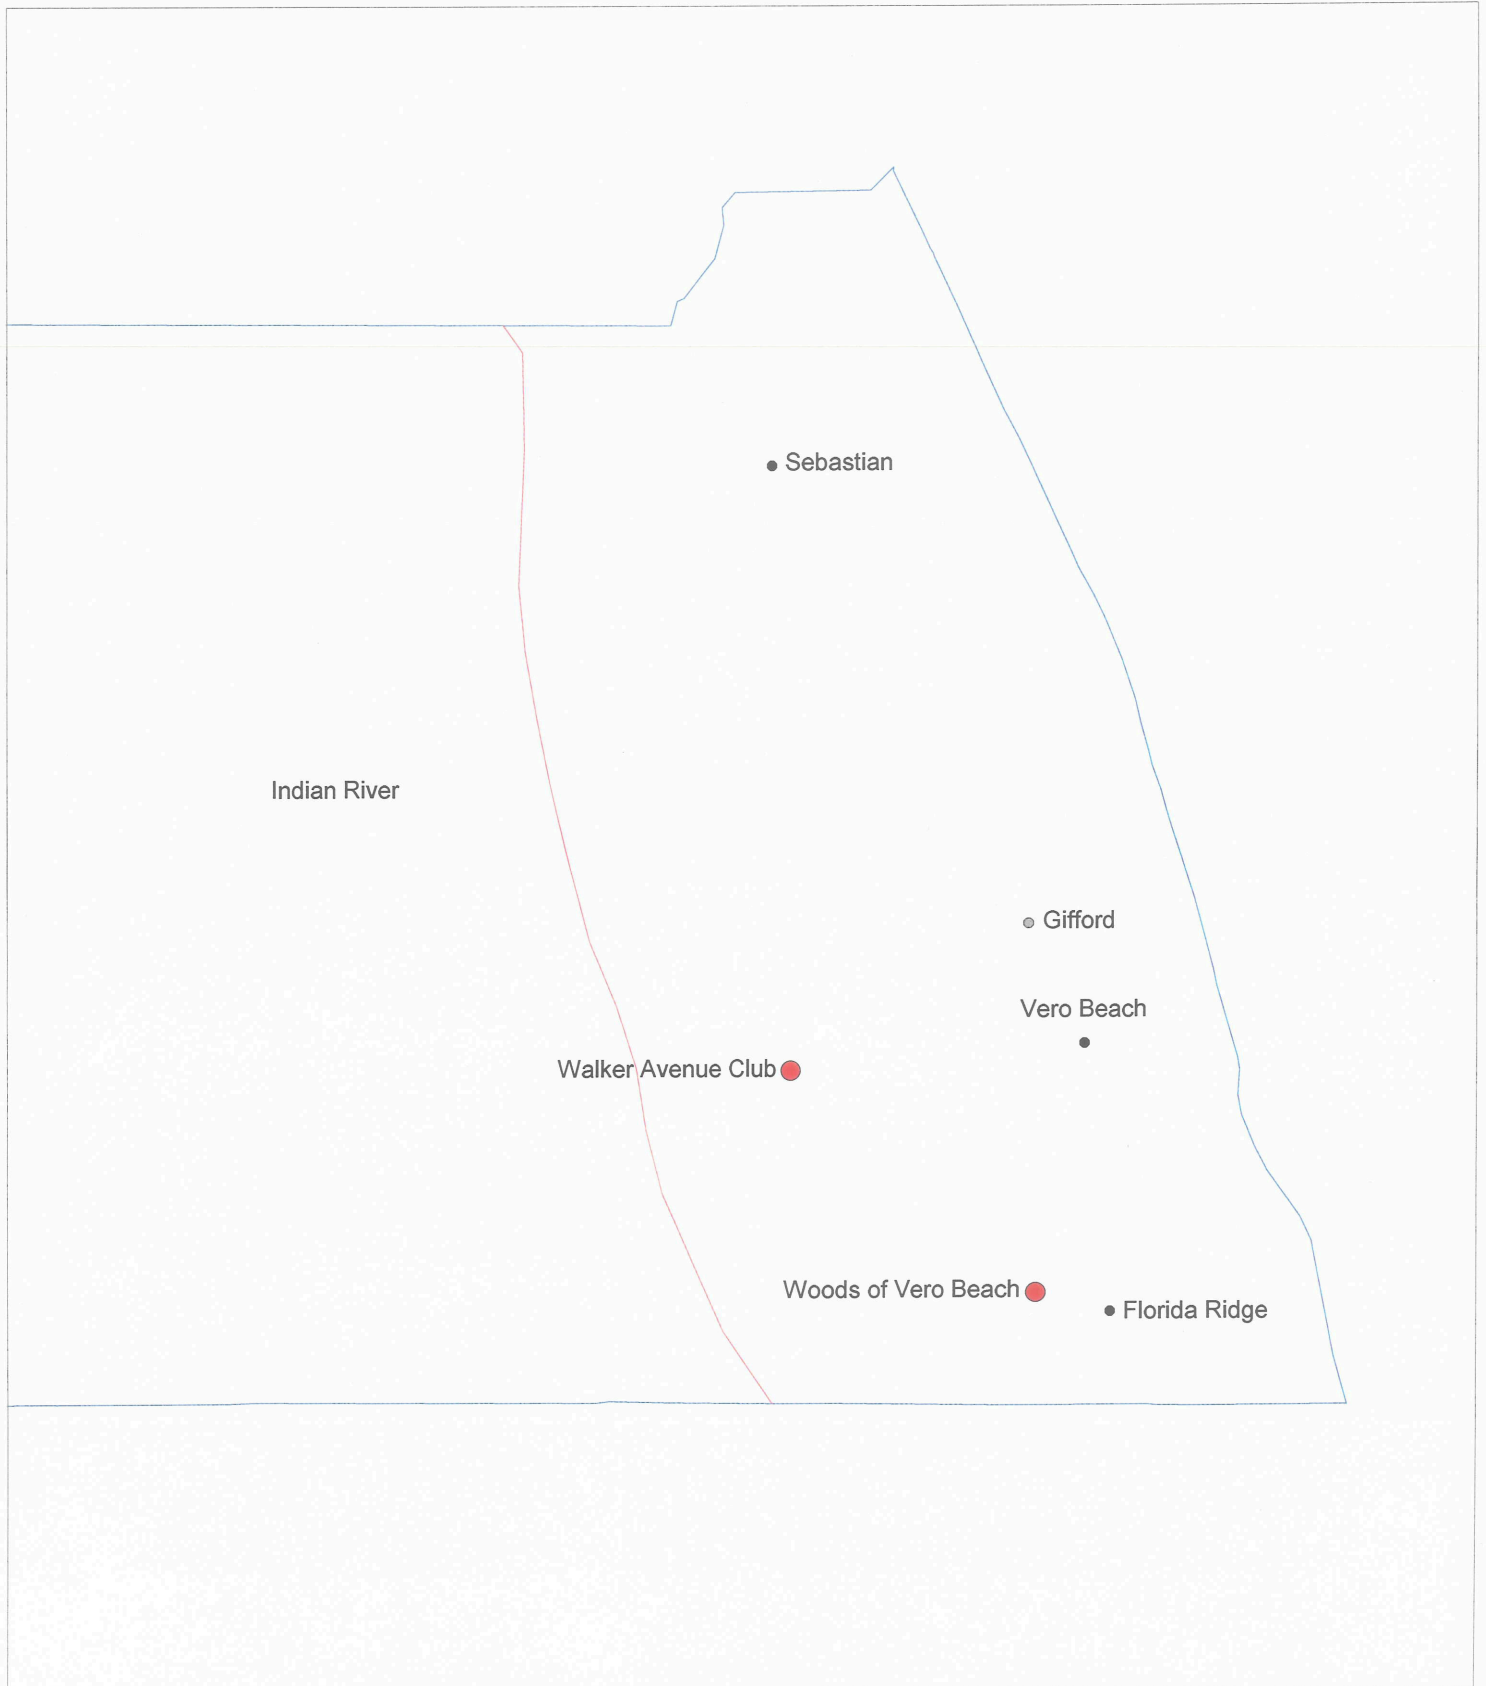 Sebastian
Indian River
Gifford
Vero Beach
Walker Avenue Club
Woods of Vero Beach
Florida Ridge